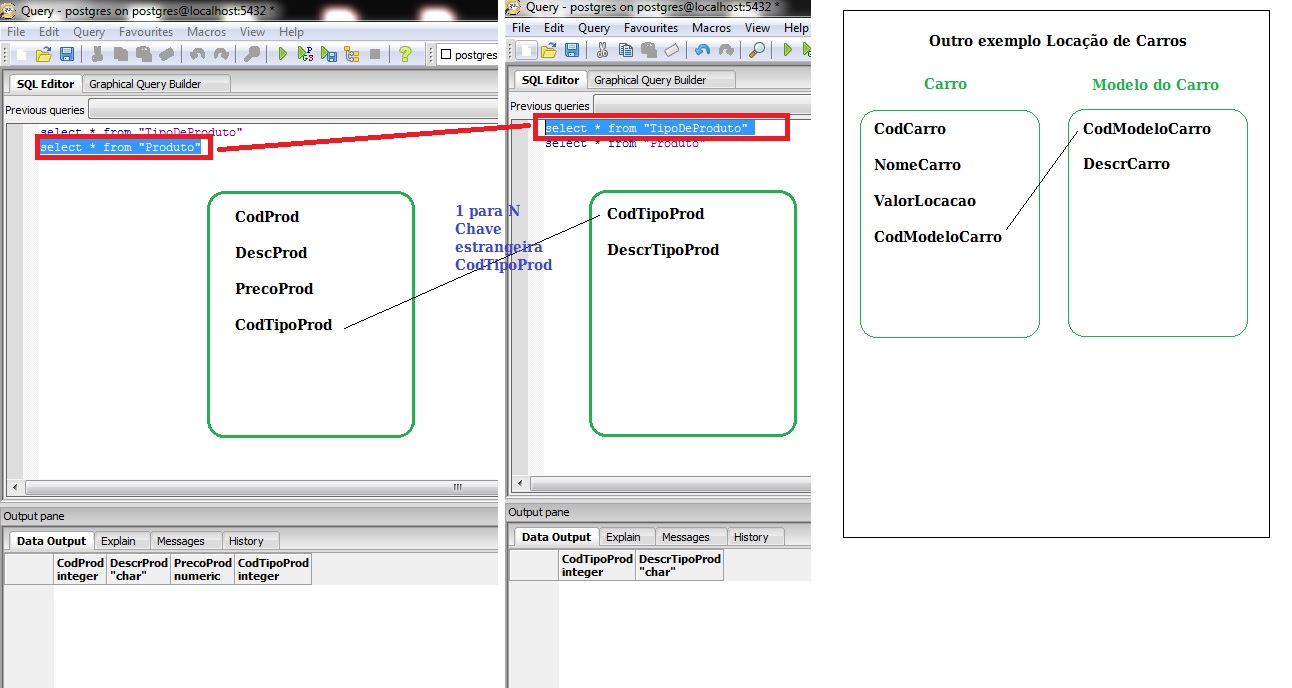 Query - postgres on postgres@localhost:5432 *
File Edit Query Favourites Macros View Help
postgres
SQL Editor Graphical Query Builder
Previous queries
select * from "TipoDeProduto"
select * from "Produto"
CodProd
DescProd
PrecoProd
CodTipoProd
Output pane
Data Output Explain Messages History
CodProd DescrProd PrecoProd CodTipoProd
integer "char" numeric integer
1 para N
Chave
estrangeira
CodTipoProd
Query - postgres on postgres@localhost:5432 *
File Edit Query Favourites Macros View Help
SQL Editor Graphical Query Builder
Previous queries
select * from "TipoDeProduto"
select * from "Produto"
CodTipoProd
DescrTipoProd
Output pane
Data Output Explain Messages History
CodTipoProd DescrTipoProd
integer "char"
Outro exemplo Locação de Carros
Carro
CodCarro
NomeCarro
ValorLocacao
CodModeloCarro
Modelo do Carro
CodModeloCarro
DescrCarro